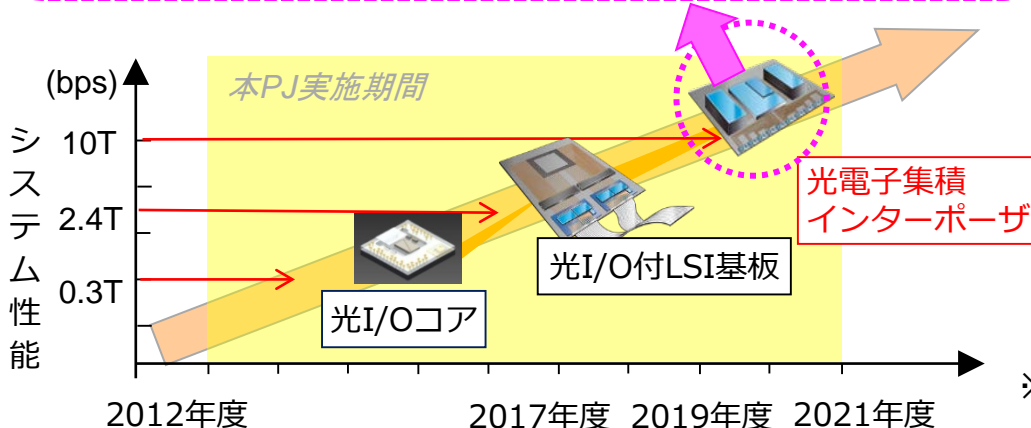 (bps)
本PJ実施期間
システム性能
10T
2.4T
0.3T
光電子集積
インターポーザ
光I/O付LSI基板
光I/Oコア
※
2012年度
2017年度
2019年度
2021年度